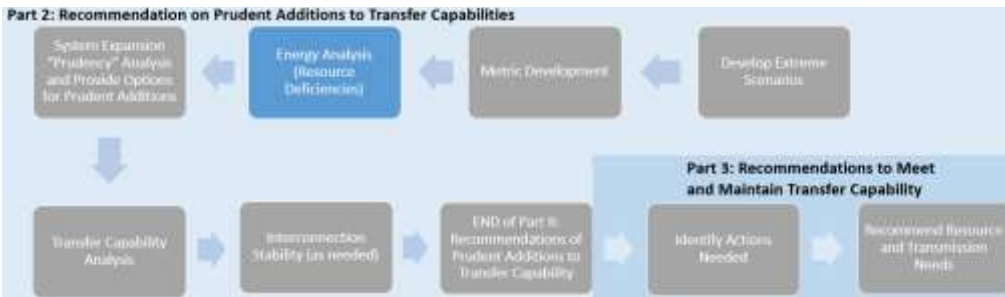 Part 2: Recommendation on Prudent Additions to Transfer Capabilities
System Expansion
"Prudency" Analysis
and Provide Options
for Prudent Additions
Energy Analysis
(Resource
Deficiencies)
Metric Development
Develop Extreme
Scenarios
Part 3: Recommendations to Meet
and Maintain Transfer Capability
Transfer Capability
Analysis
Interconnection
Stability (as needed)
END of Part II:
Recommendations of
Prudent Additions to
Transfer Capability
Identify Actions
Needed
Recommend Resource
and Transmission
Needs